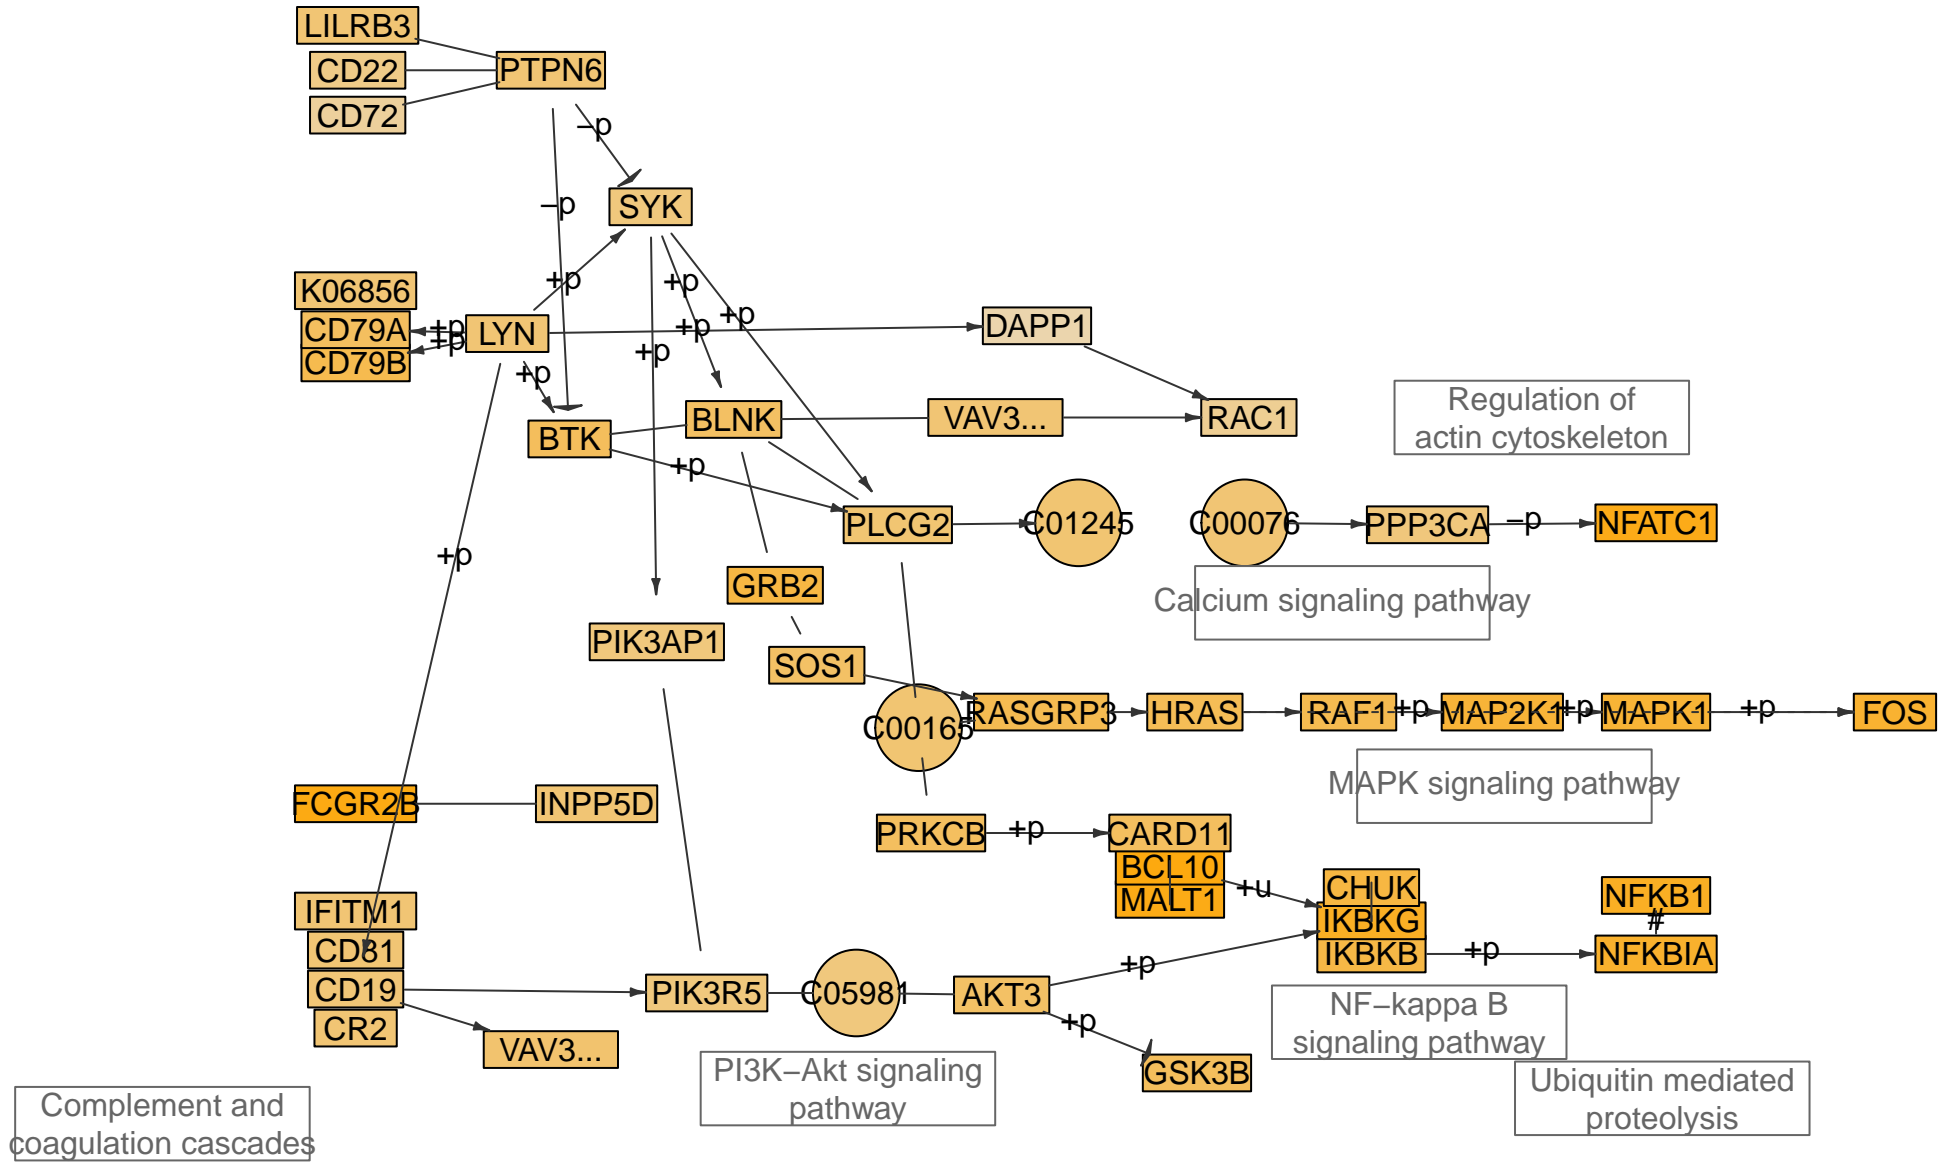 LILRB3
CD22
PTPN6
CD72
–p
SYK
–p
+p
+p
K06856
CD79A
+p
LYN
+p
+p
DAPP1
CD79B
+p
+p
+p
Regulation of
actin cytoskeleton
BTK
BLNK
VAV3...
RAC1
+p
PLCG2
C01245
C00076
PPP3CA
–p
NFATC1
+p
GRB2
Calcium signaling pathway
PIK3AP1
SOS1
C00165
RASGRP3
HRAS
RAF1
+p
MAP2K1
+p
MAPK1
+p
FOS
MAPK signaling pathway
FCGR2B
INPP5D
PRKCB
+p
CARD11
BCL10
+u
MALT1
CHUK
IKBKG
IKBKB
+p
NFKB1
#
NFKBIA
IFITM1
CD81
CD19
CR2
VAV3...
PIK3R5
C05981
AKT3
+p
+p
GSK3B
NF–kappa B
signaling pathway
PI3K–Akt signaling
pathway
Ubiquitin mediated
proteolysis
Complement and
coagulation cascades